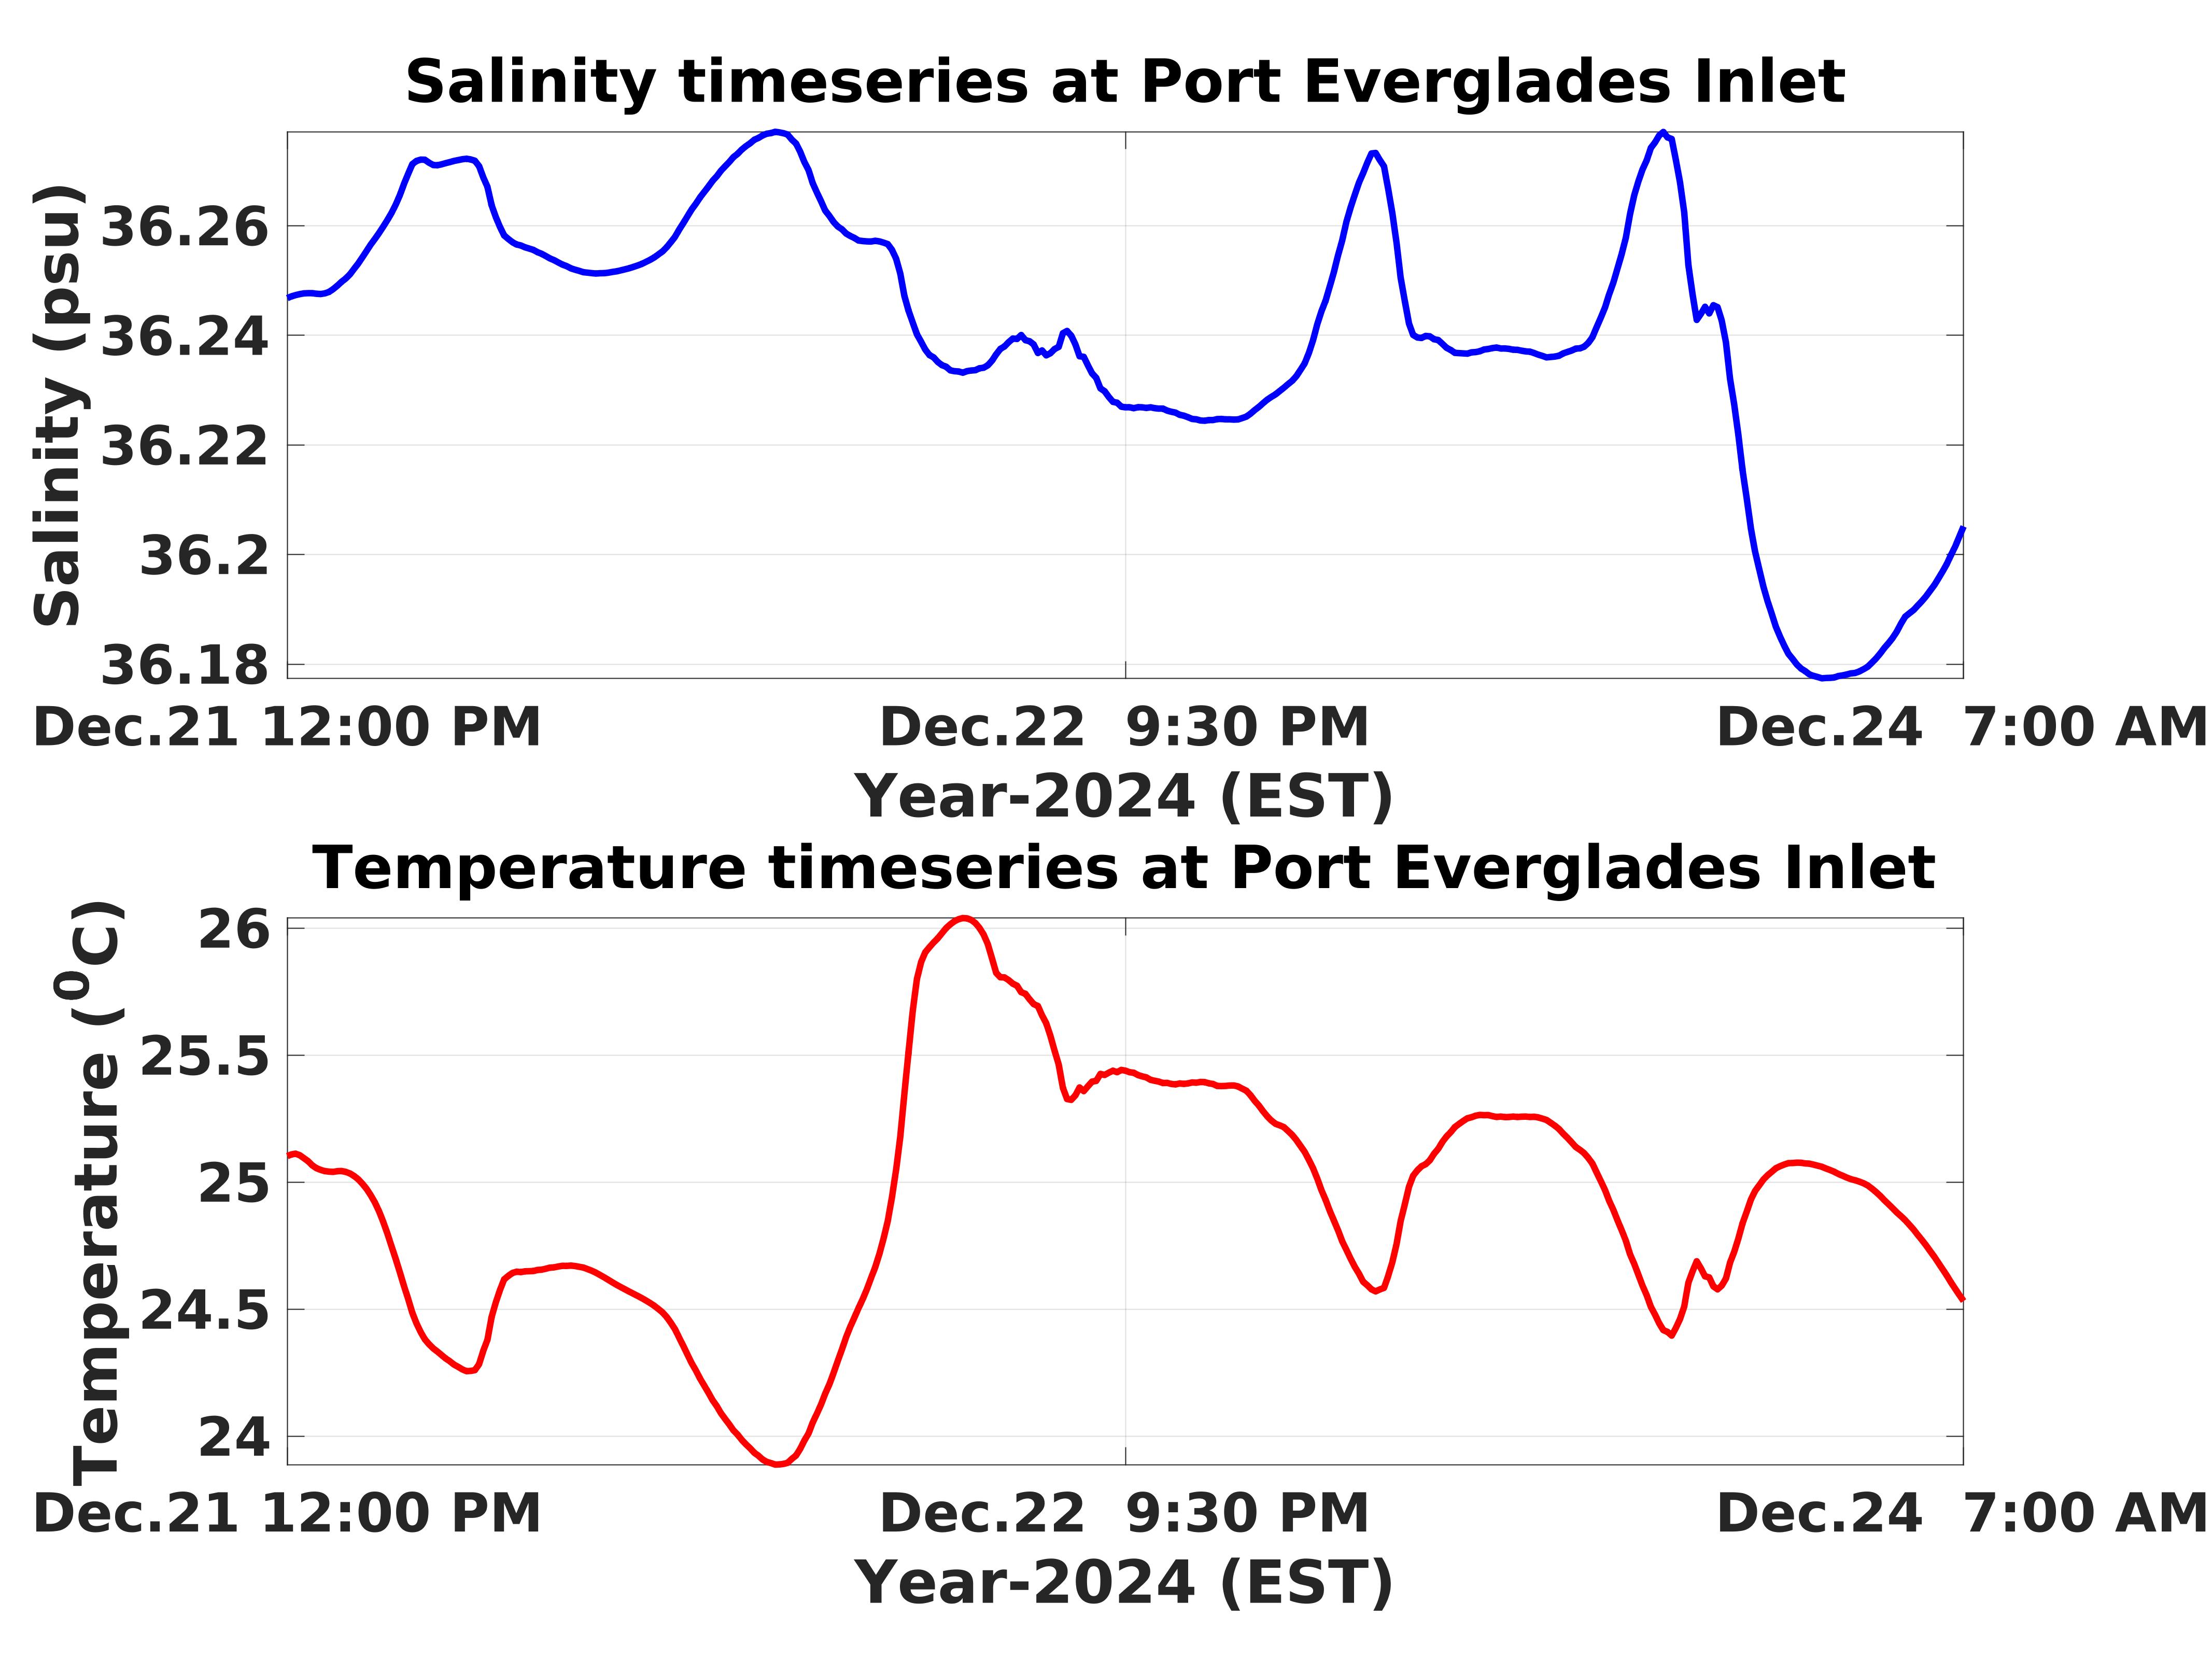 Salinity timeseries at Port Everglades Inlet
Salinity (psu)
36.26
36.24
36.22
36.2
36.18
Dec.21 12:00 PM Dec.22 9:30 PM Dec.24 7:00 AM
Year-2024 (EST)
Temperature timeseries at Port Everglades Inlet
Temperature (⁰C)
26
25.5
25
24.5
24
Dec.21 12:00 PM Dec.22 9:30 PM Dec.24 7:00 AM
Year-2024 (EST)